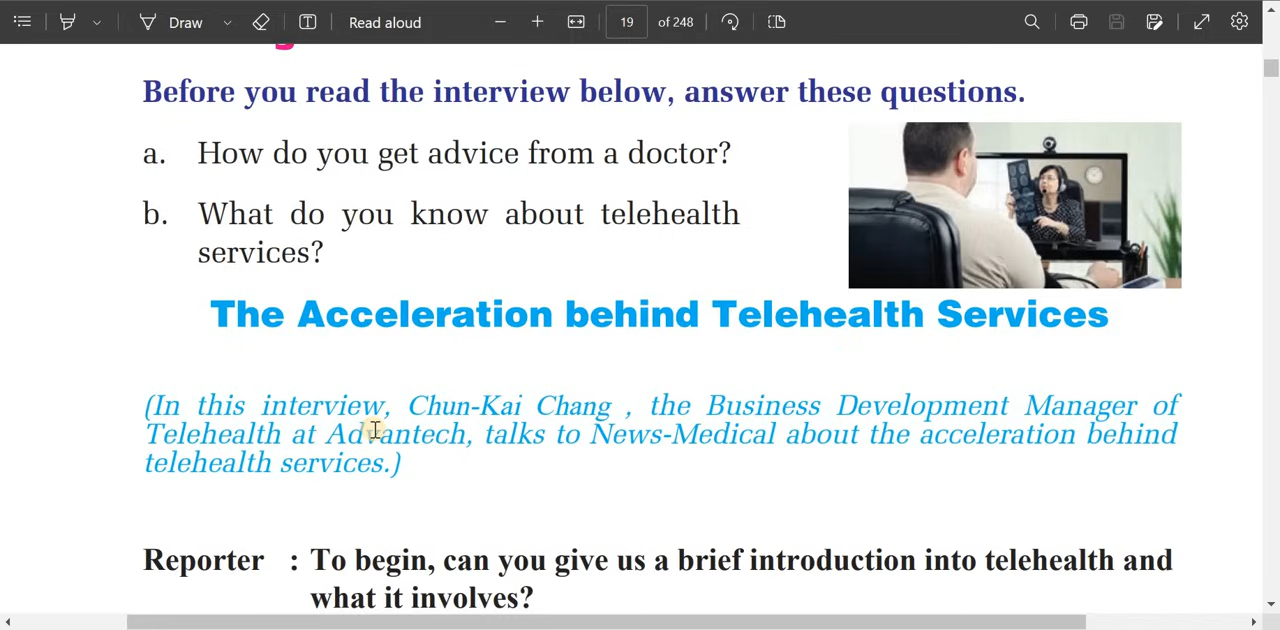 Draw
Read aloud
19 of 248
Before you read the interview below, answer these questions.
a. How do you get advice from a doctor?
b. What do you know about telehealth
services?
The Acceleration behind Telehealth Services
(In this interview, Chun-Kai Chang , the Business Development Manager of
Telehealth at Advantech, talks to News-Medical about the acceleration behind
telehealth services.)
Reporter : To begin, can you give us a brief introduction into telehealth and
what it involves?